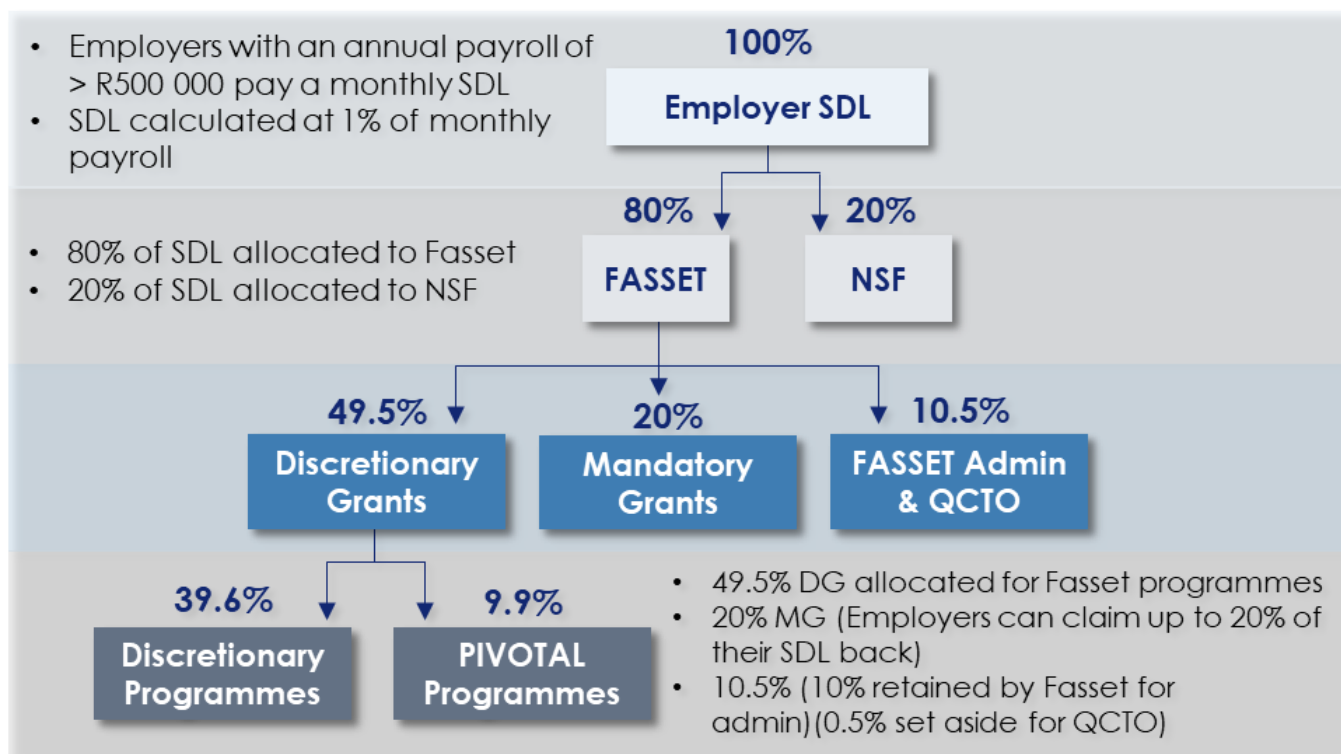 • Employers with an annual payroll of
> R500 000 pay a monthly SDL
• SDL calculated at 1% of monthly
payroll
100%
Employer SDL
• 80% of SDL allocated to Fasset
• 20% of SDL allocated to NSF
80%
20%
FASSET
NSF
49.5%
20%
10.5%
Discretionary
Grants
Mandatory
Grants
FASSET Admin
& QCTO
39.6%
9.9%
Discretionary
Programmes
PIVOTAL
Programmes
• 49.5% DG allocated for Fasset programmes
• 20% MG (Employers can claim up to 20% of
their SDL back)
• 10.5% (10% retained by Fasset for
admin)(0.5% set aside for QCTO)